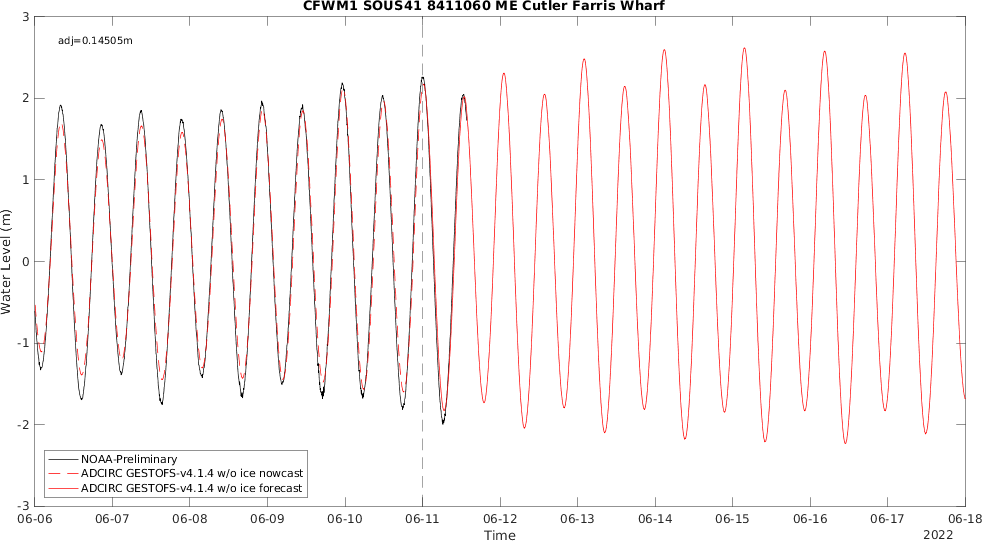 CFWM1 SOUS41 8411060 ME Cutler Farris Wharf
adj=0.14505m
3
2
1
0
-1
-2
-3
Water Level (m)
NOAA-Preliminary
ADCIRC GESTOFS-v4.1.4 w/o ice nowcast
ADCIRC GESTOFS-v4.1.4 w/o ice forecast
06-06 06-07 06-08 06-09 06-10 06-11 06-12 06-13 06-14 06-15 06-16 06-17 06-18
Time
2022